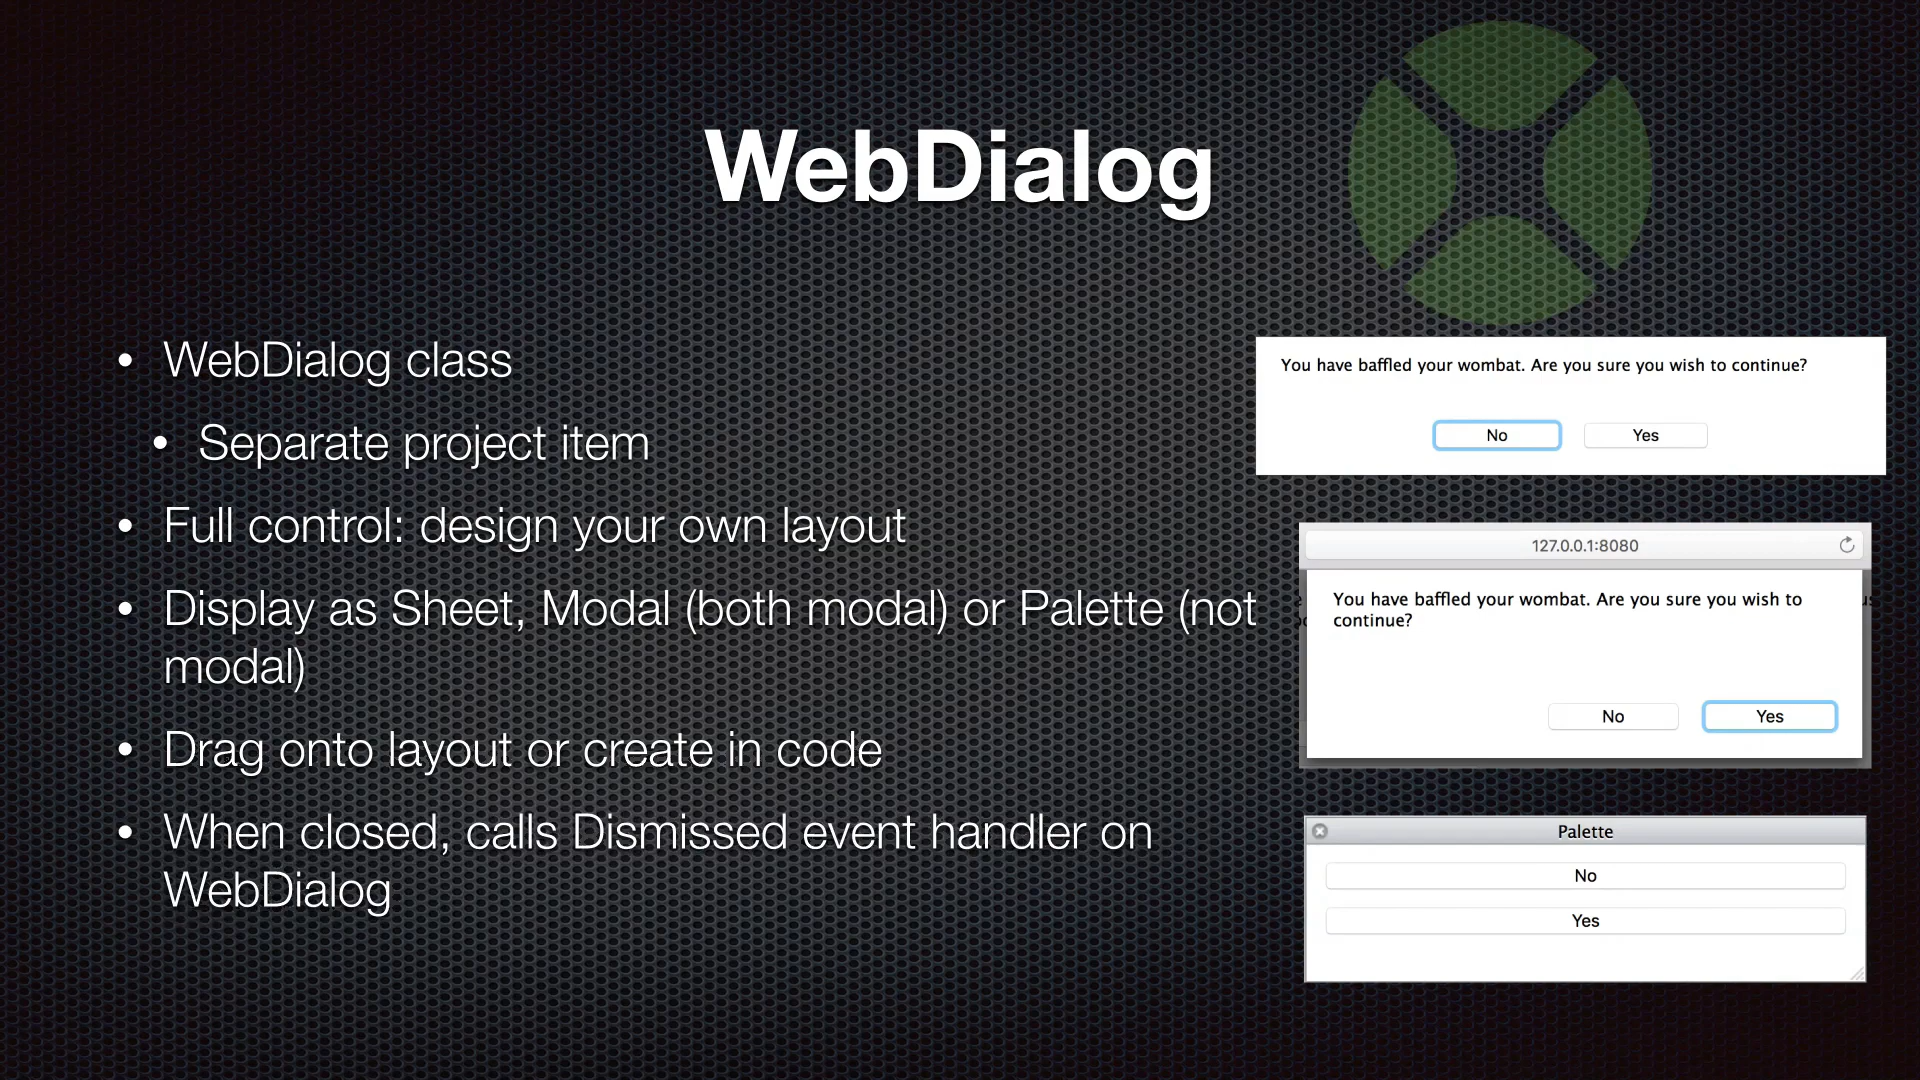 WebDialog
• WebDialog class
• Separate project item
• Full control: design your own layout
• Display as Sheet, Modal (both modal) or Palette (not
modal)
• Drag onto layout or create in code
• When closed, calls Dismissed event handler on
WebDialog
You have baffled your wombat. Are you sure you wish to continue?
No Yes
127.0.0.1:8080
You have baffled your wombat. Are you sure you wish to
continue?
No Yes
Palette
No
Yes